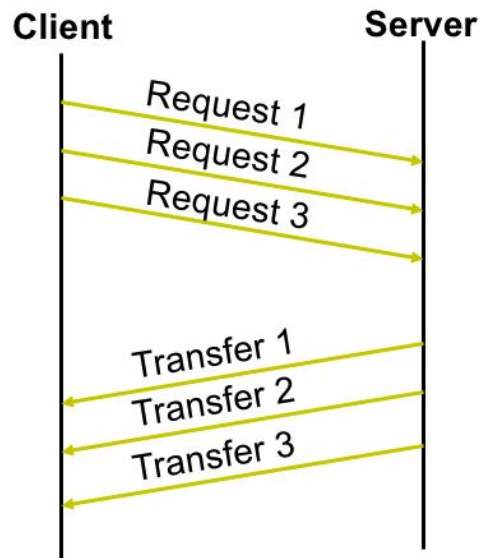 Client
Server
Request 1
Request 2
Request 3
Transfer 1
Transfer 2
Transfer 3